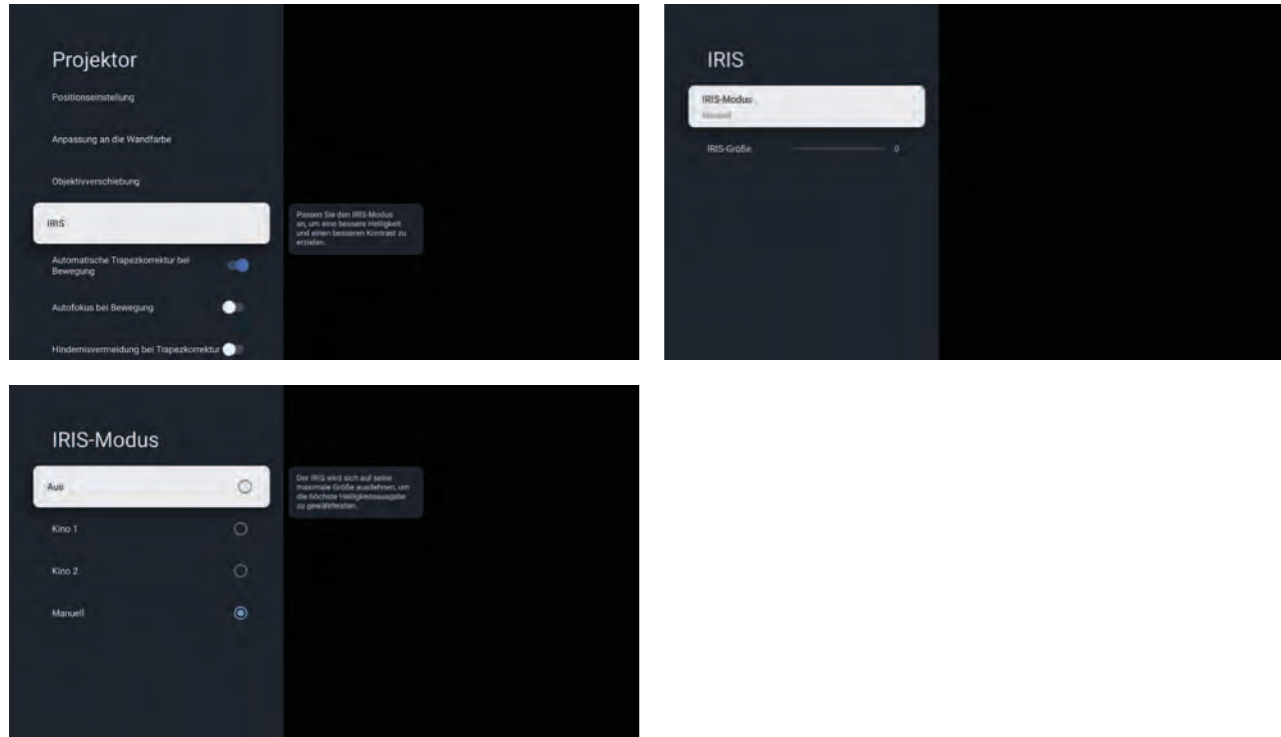 Projektor
Positionseinstellung
Anpassung an die Wandfarbe
Objektivverschiebung
IRIS
Passen Sie den IRIS-Modus
an, um eine bessere Helligkeit
und einen besseren Kontrast zu
erzielen.
Automatische Trapezkorrektur bei
Bewegung
Autofokus bei Bewegung
Hindernisvermeidung bei Trapezkorrektur
IRIS
IRIS-Modus
Manuell
IRIS-Größe 0
IRIS-Modus
Aus
Der IRIS wird sich auf seine
maximale Größe ausdehnen, um
die höchste Helligkeitsausgabe
zu gewährleisten.
Kino 1
Kino 2
Manuell